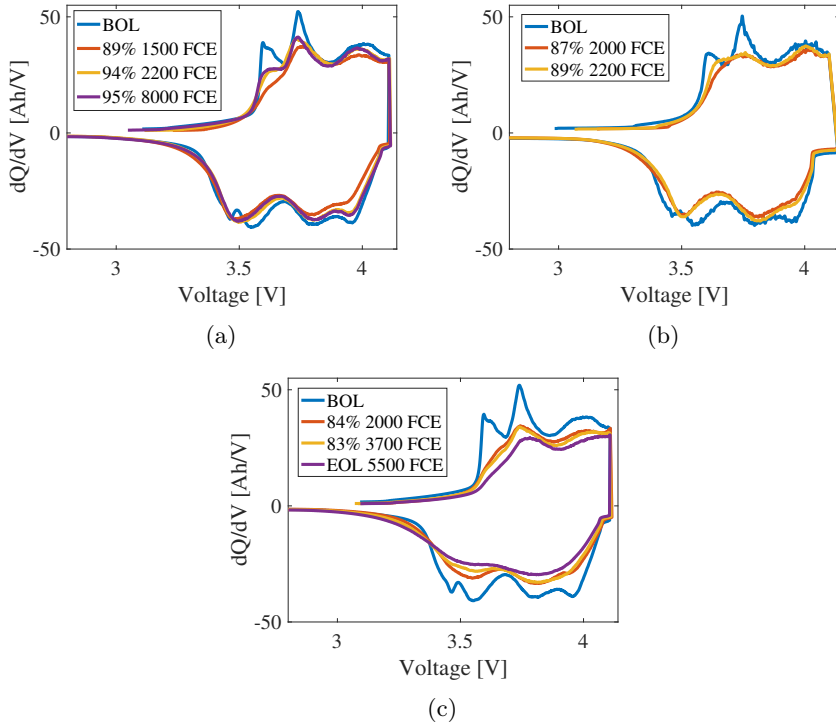 50
0
-50
dQ/dV [Ah/V]
BOL
89% 1500 FCE
94% 2200 FCE
95% 8000 FCE
3
3.5
4
Voltage [V]
(a)
50
0
-50
dQ/dV [Ah/V]
BOL
87% 2000 FCE
89% 2200 FCE
3
3.5
4
Voltage [V]
(b)
50
0
-50
dQ/dV [Ah/V]
BOL
84% 2000 FCE
83% 3700 FCE
EOL 5500 FCE
3
3.5
4
Voltage [V]
(c)